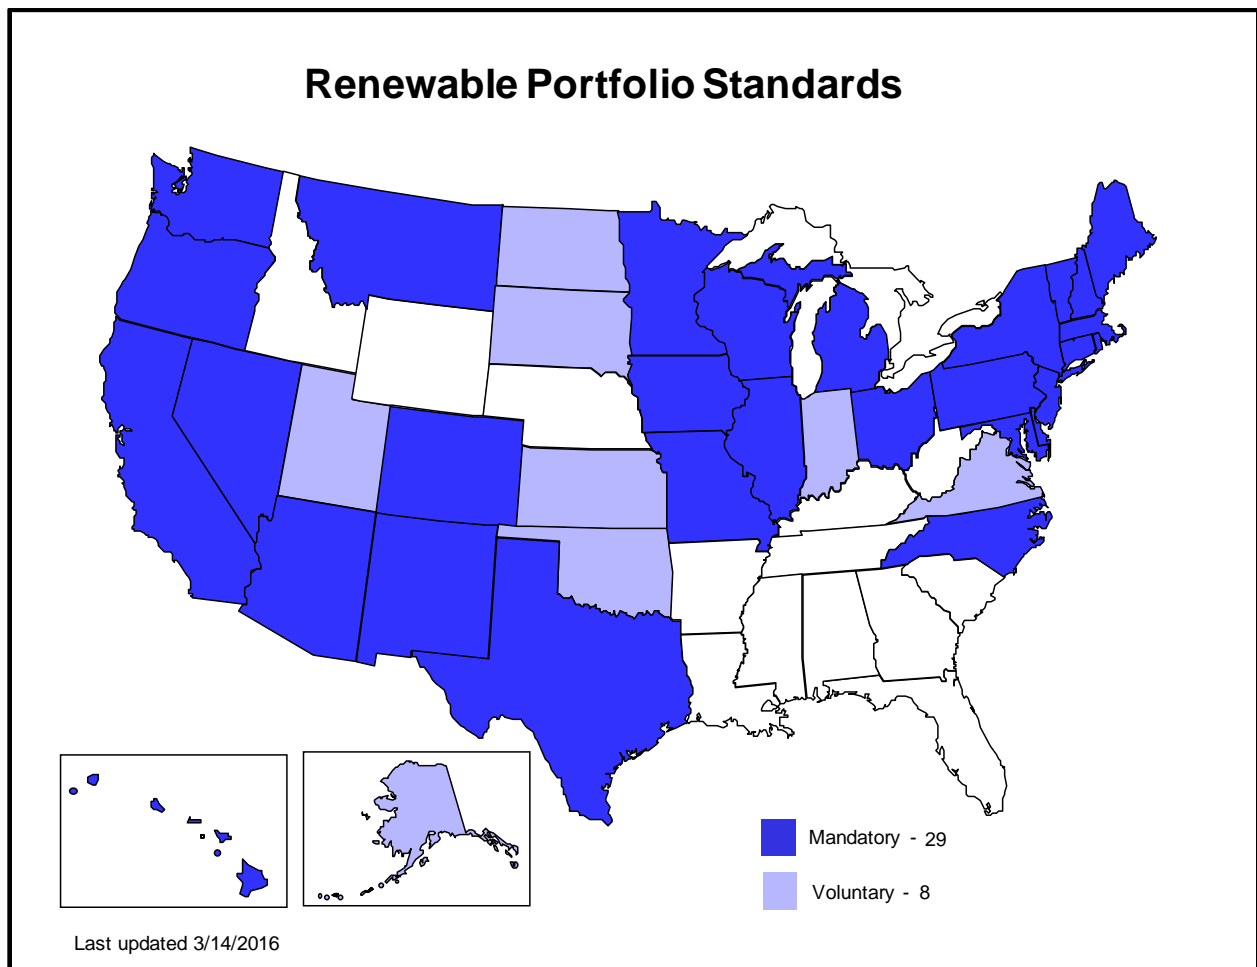 Renewable Portfolio Standards
Mandatory - 29
Voluntary - 8
Last updated 3/14/2016